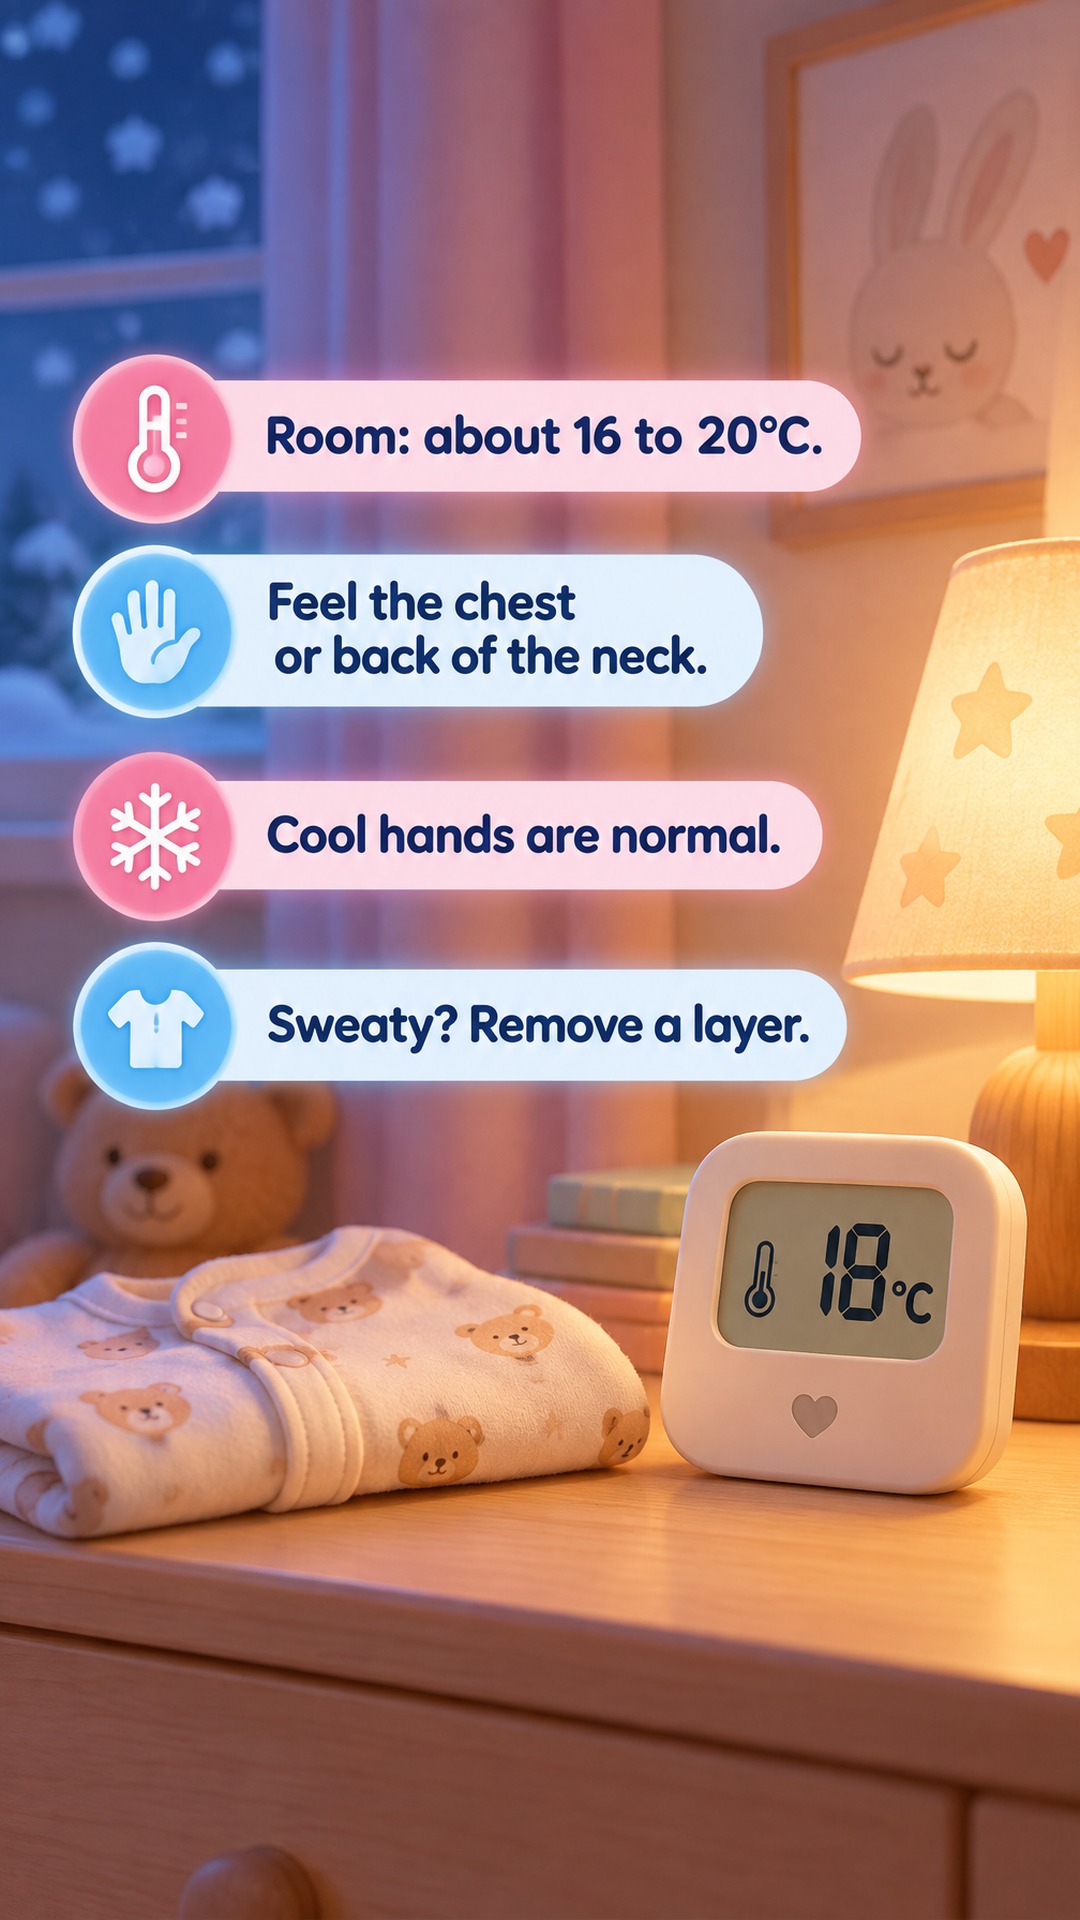 Room: about 16 to 20°C.
Feel the chest
or back of the neck.
Cool hands are normal.
Sweaty? Remove a layer.
18°C